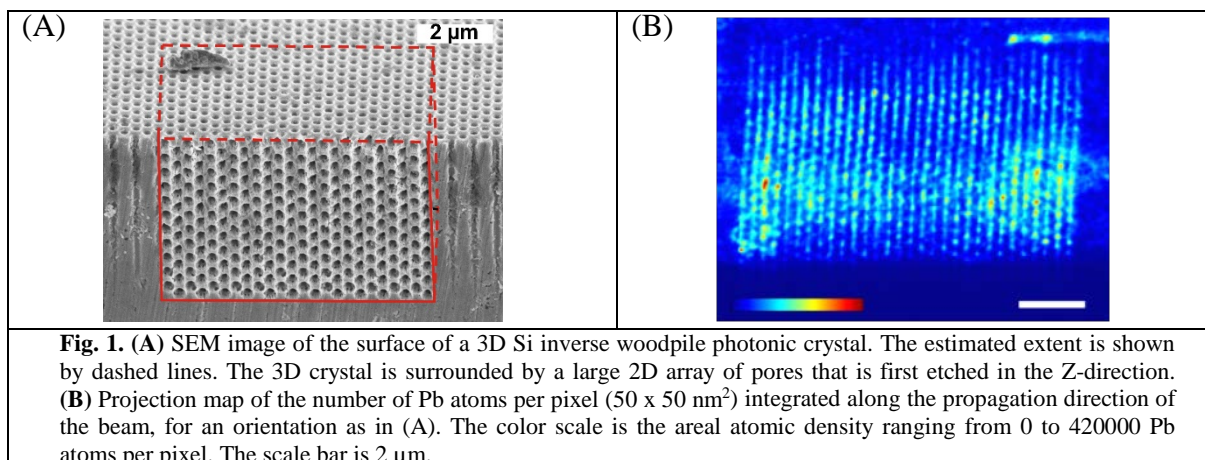 (A)
2 µm
(B)
Fig. 1. (A) SEM image of the surface of a 3D Si inverse woodpile photonic crystal. The estimated extent is shown
by dashed lines. The 3D crystal is surrounded by a large 2D array of pores that is first etched in the Z-direction.
(B) Projection map of the number of Pb atoms per pixel (50 x 50 nm²) integrated along the propagation direction of
the beam, for an orientation as in (A). The color scale is the areal atomic density ranging from 0 to 420000 Pb
atoms per pixel. The scale bar is 2 µm.